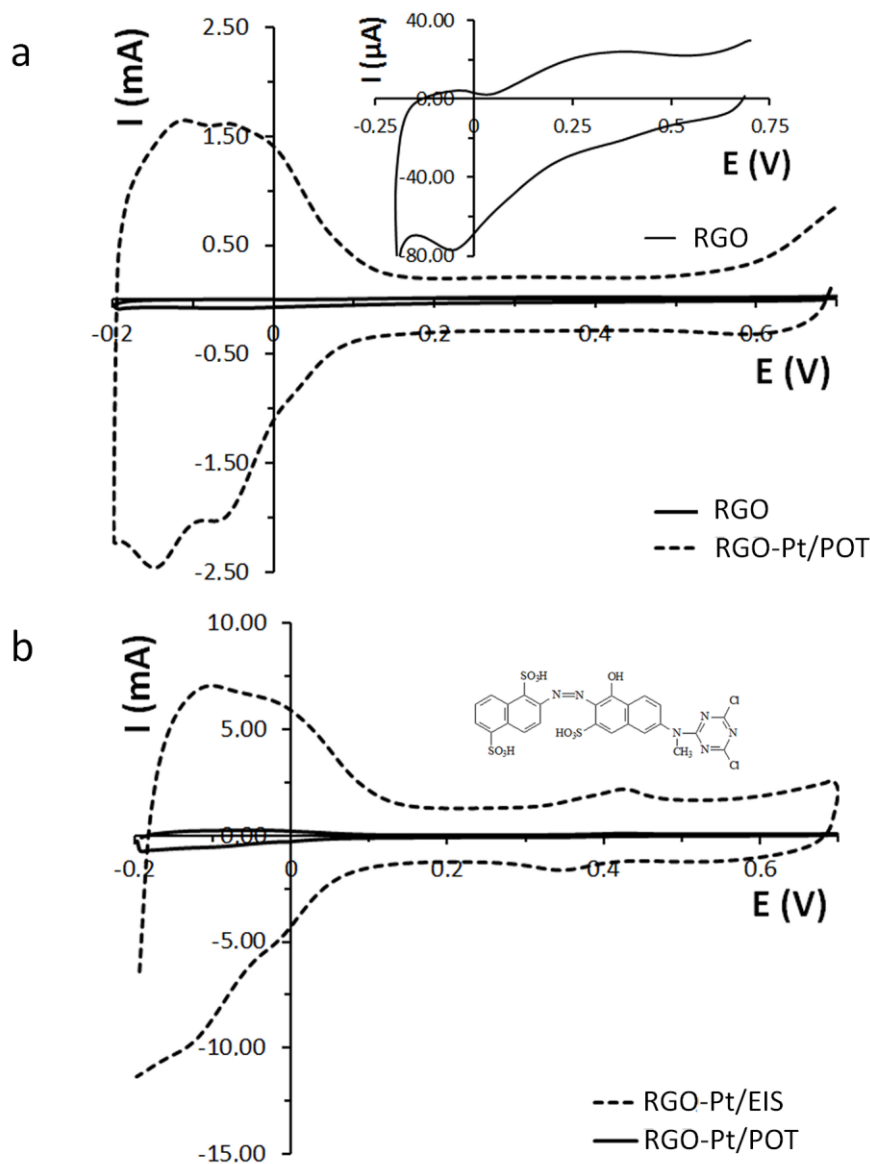 a
I (mA)
2.50
1.50
0.50
-0.50
-1.50
-2.50
-0.2
0
0.2
0.4
0.6
E (V)
I (µA)
40.00
0.00
-40.00
-80.00
-0.25
0
0.25
0.5
0.75
E (V)
RGO
RGO
RGO-Pt/POT
b
I (mA)
10.00
5.00
0.00
-5.00
-10.00
-15.00
-0.2
0
0.2
0.4
0.6
E (V)
SO₃H
N=N
OH
SO₃H
HO₃S
N
CH₃
N
N
N
Cl
Cl
RGO-Pt/EIS
RGO-Pt/POT